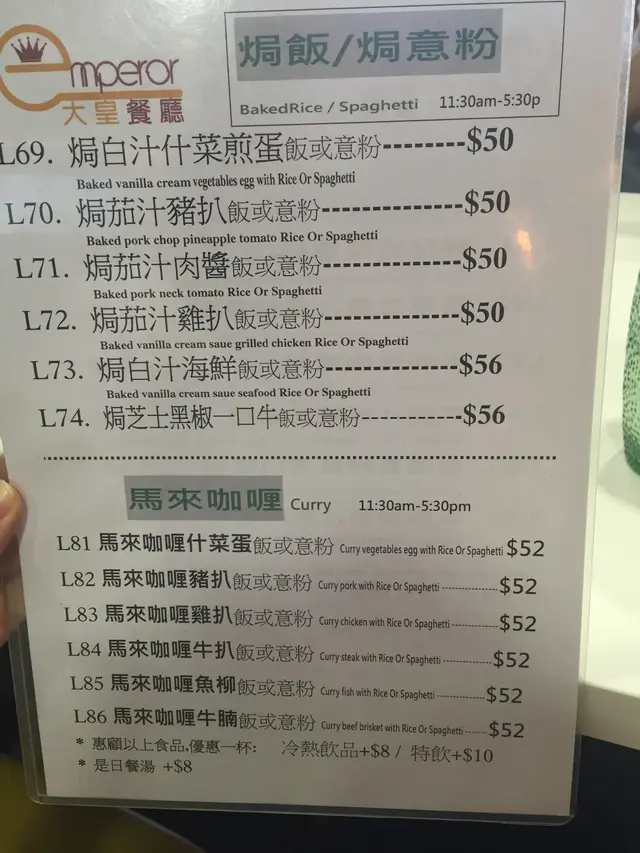 emperor
大皇餐廳
焗飯/焗意粉
BakedRice / Spaghetti 11:30am-5:30p
L69. 焗白汁什菜煎蛋飯或意粉--------$50
Baked vanilla cream vegetables egg with Rice Or Spaghetti
L70. 焗茄汁豬扒飯或意粉--------------$50
Baked pork chop pineapple tomato Rice Or Spaghetti
L71. 焗茄汁肉醬飯或意粉--------------$50
Baked pork neck tomato Rice Or Spaghetti
L72. 焗茄汁雞扒飯或意粉--------------$50
Baked vanilla cream saue grilled chicken Rice Or Spaghetti
L73. 焗白汁海鮮飯或意粉--------------$56
Baked vanilla cream saue seafood Rice Or Spaghetti
L74. 焗芝士黑椒一口牛飯或意粉-----------$56
馬來咖喱 Curry 11:30am-5:30pm
L81 馬來咖喱什菜蛋飯或意粉 Curry vegetables egg with Rice Or Spaghetti $52
L82 馬來咖喱豬扒飯或意粉 Curry pork with Rice Or Spaghetti ----------------$52
L83 馬來咖喱雞扒飯或意粉 Curry chicken with Rice Or Spaghetti --------------$52
L84 馬來咖喱牛扒飯或意粉 Curry steak with Rice Or Spaghetti --------------$52
L85 馬來咖喱魚柳飯或意粉 Curry fish with Rice Or Spaghetti --------------$52
L86 馬來咖喱牛腩飯或意粉 Curry beef brisket with Rice Or Spaghetti ------$52
* 惠顧以上食品,優惠一杯: 冷熱飲品+$8 / 特飲+$10
* 是日餐湯 +$8